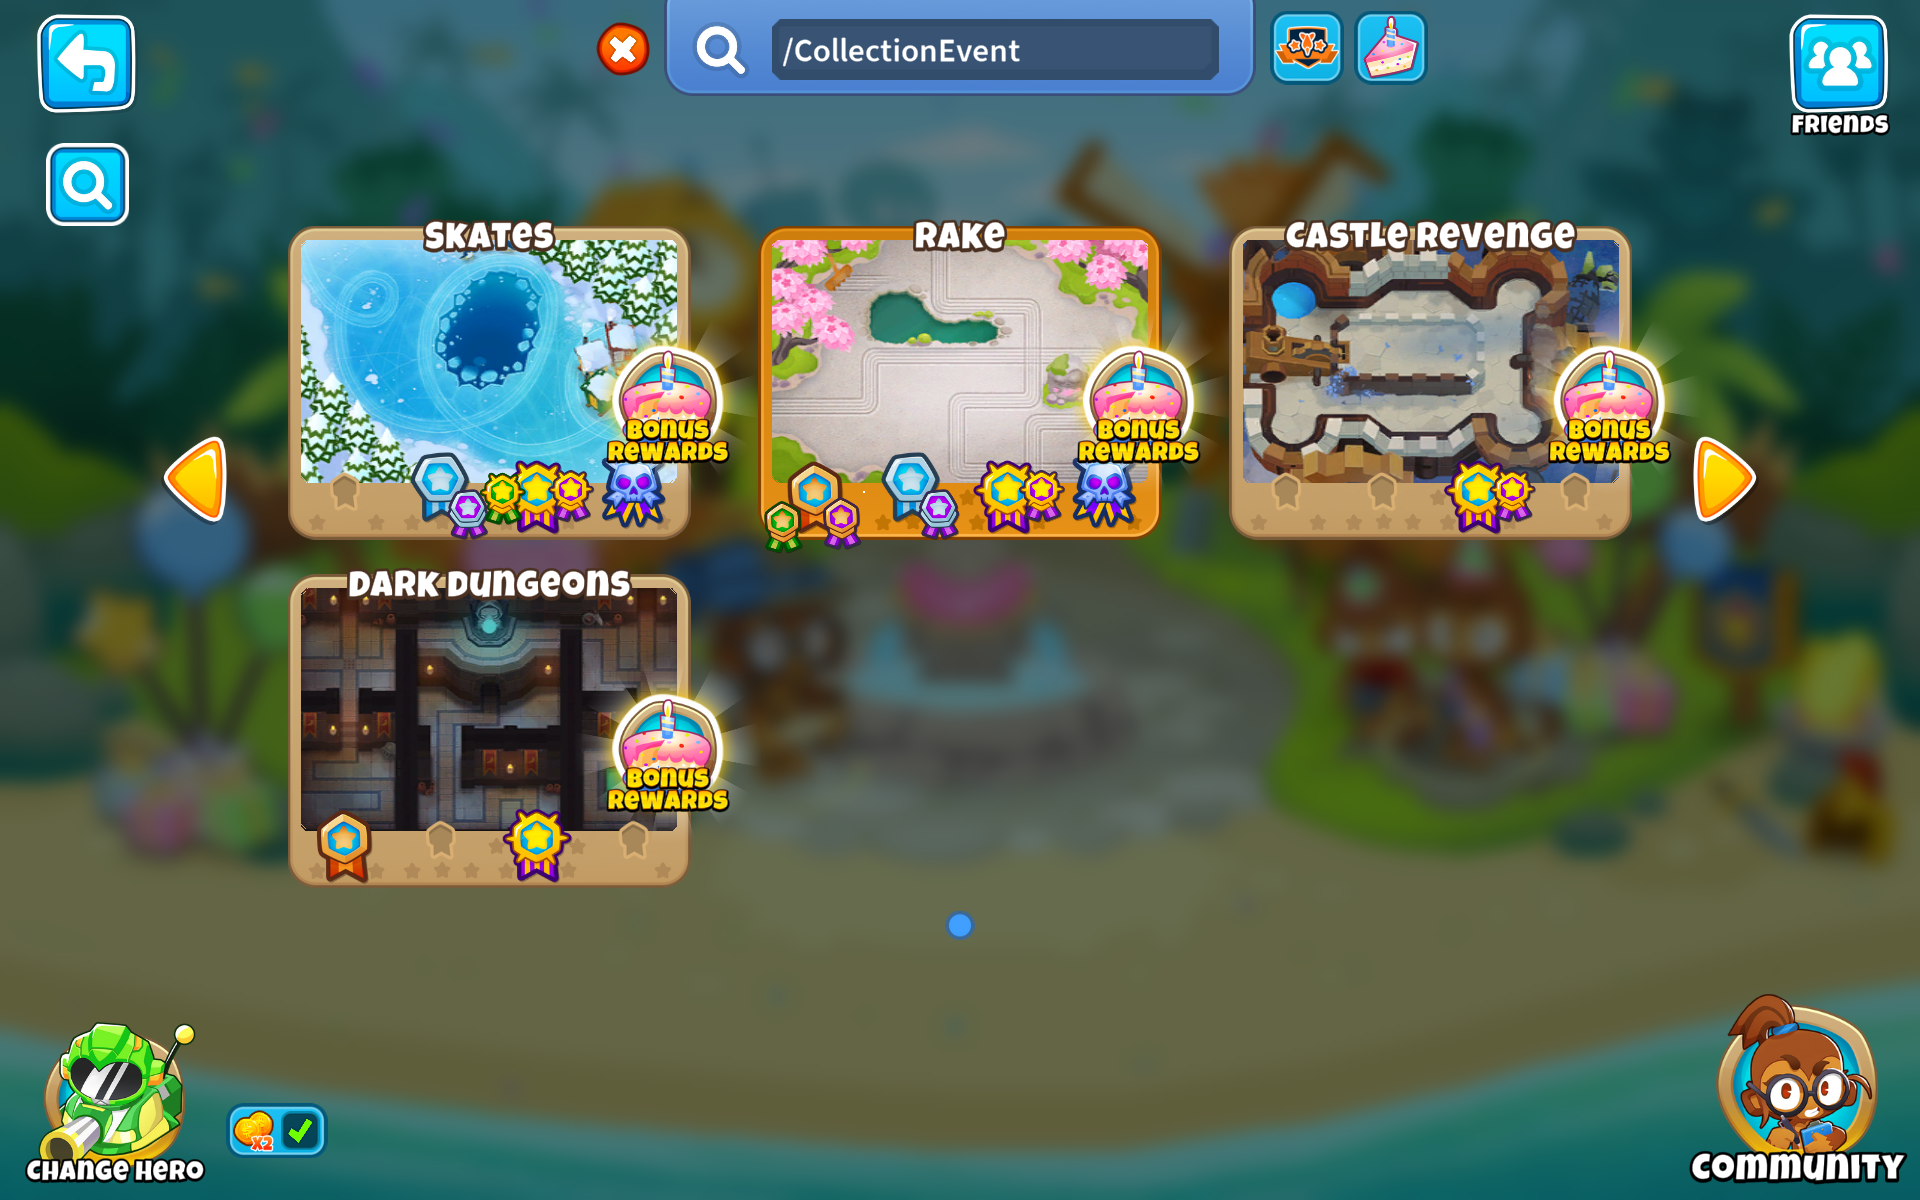 /CollectionEvent
FRIENDS
SKATES
RAKE
CASTLE REVENGE
BONUS
REWARDS
BONUS
REWARDS
BONUS
REWARDS
DARK DUNGEONS
BONUS
REWARDS
X2
CHANGE HERO
COMMUNITY